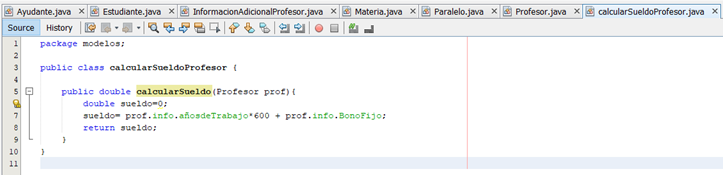 Ayudante.java Estudiante.java InformacionAdicionalProfesor.java Materia.java Paralelo.java Profesor.java calcularSueldoProfesor.java
Source History
1 package modelos;
2
3 public class calcularSueldoProfesor {
4
5 public double calcularSueldo(Profesor prof){
double sueldo=0;
7 sueldo= prof.info.añosdeTrabajo*600 + prof.info.BonoFijo;
8 return sueldo;
9 }
10 }
11